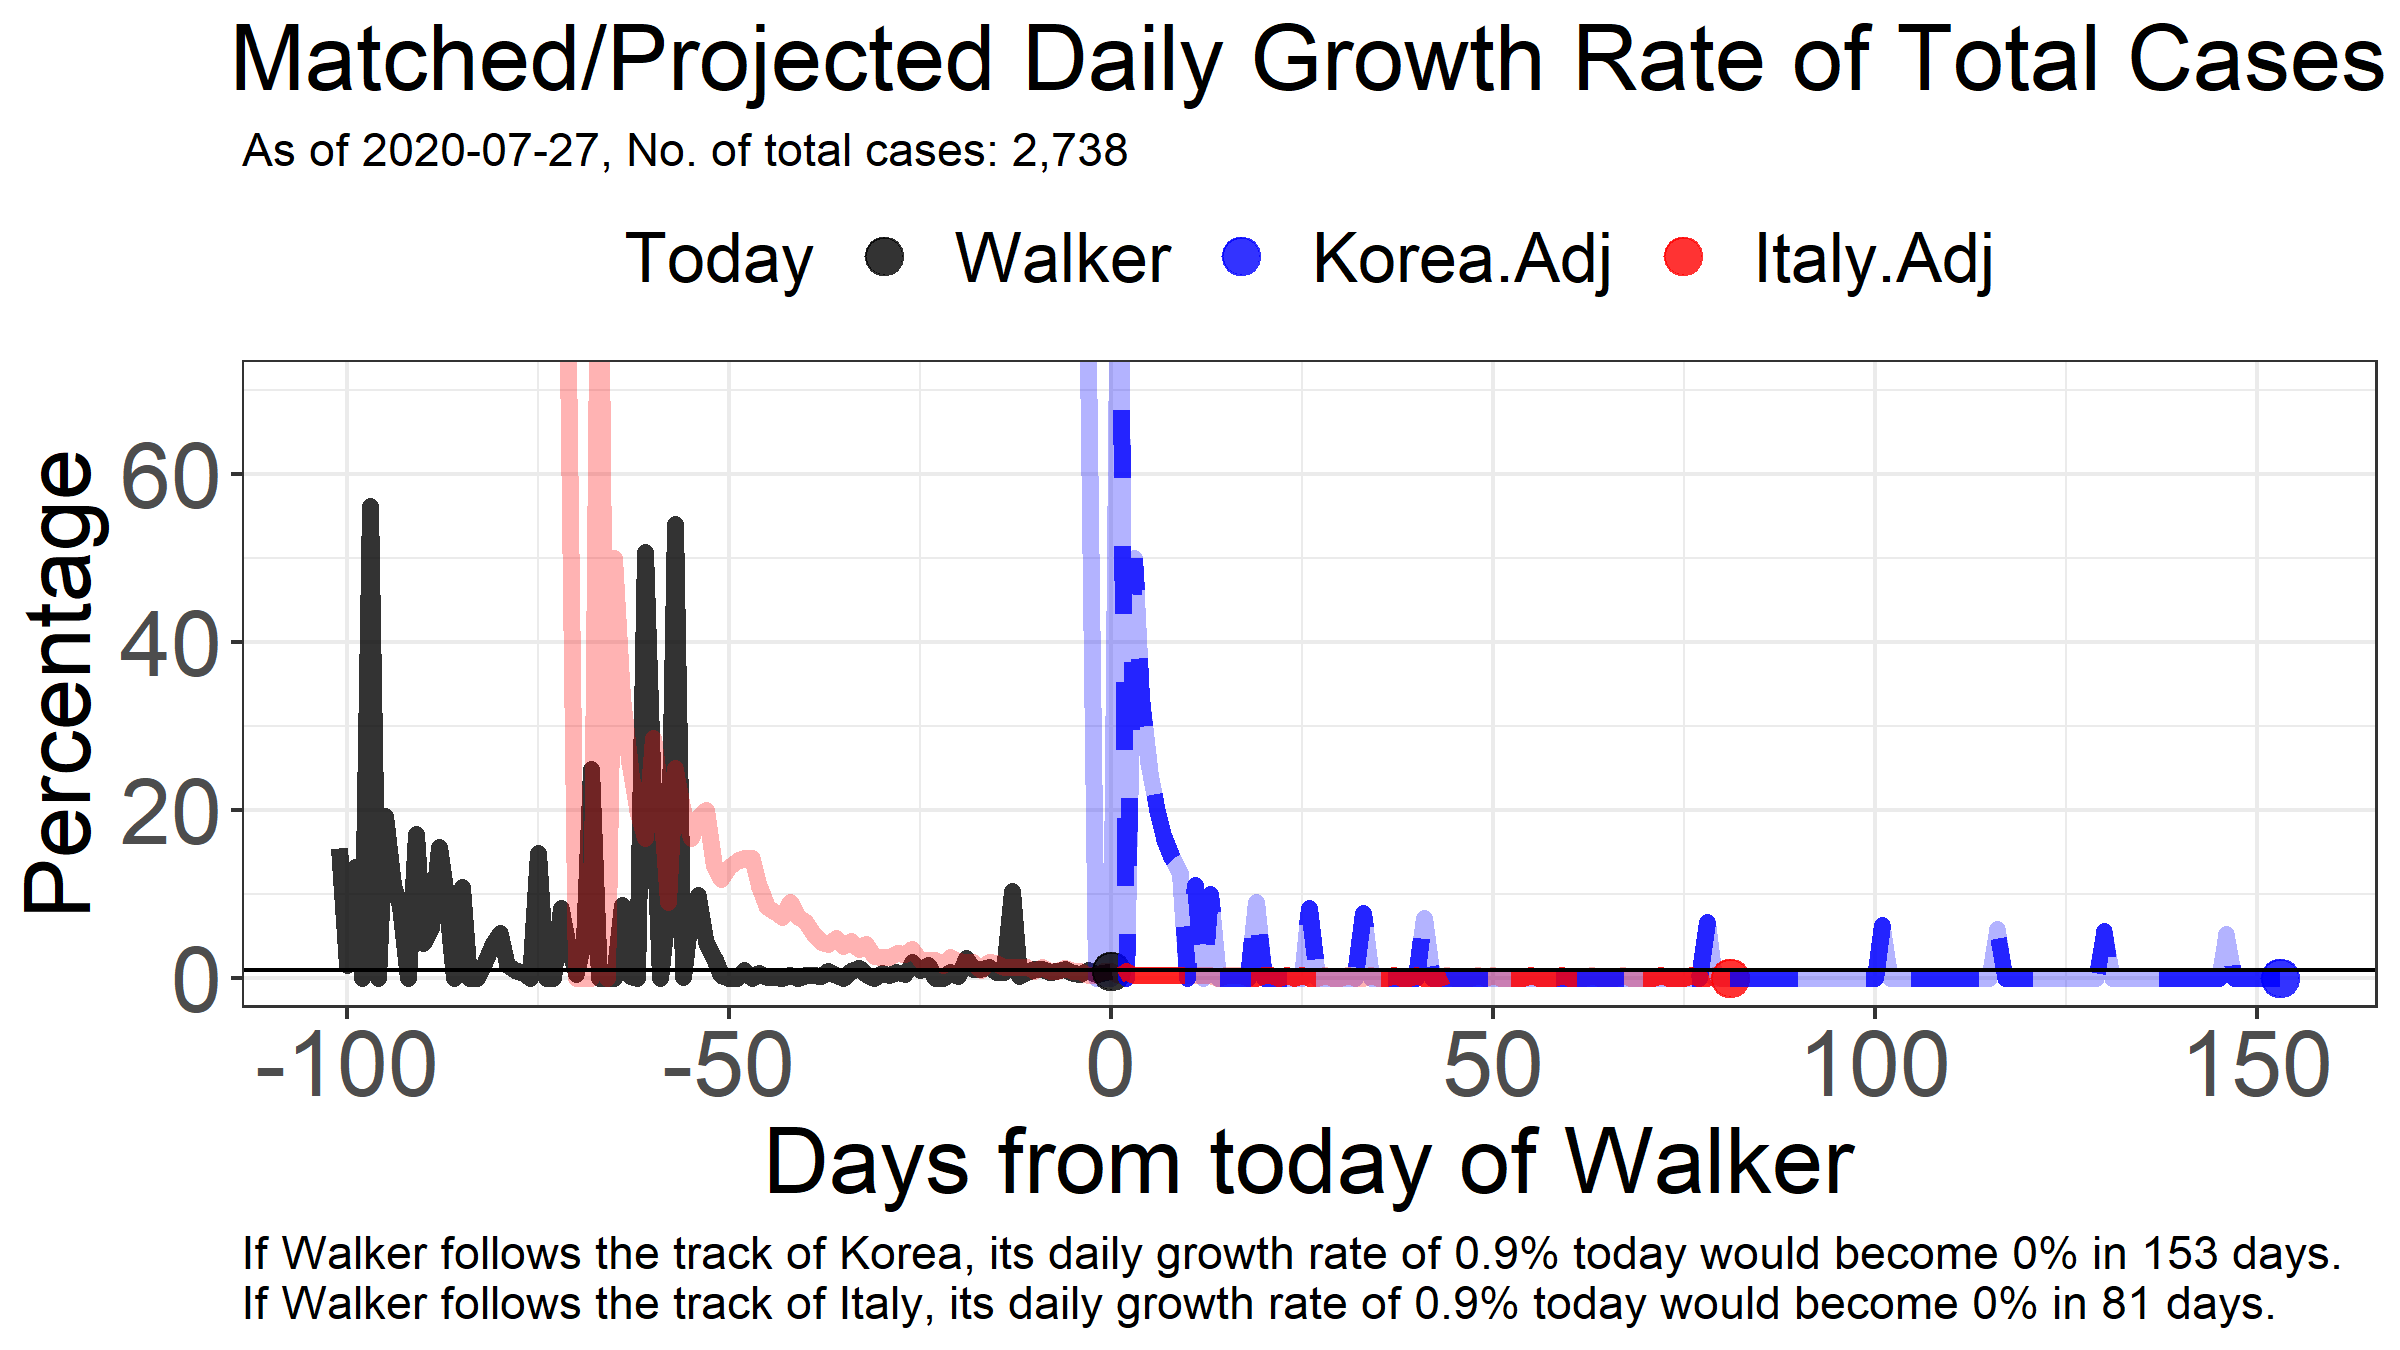 Matched/Projected Daily Growth Rate of Total Cases
As of 2020-07-27, No. of total cases: 2,738
Today Walker Korea.Adj Italy.Adj
Percentage
60
40
20
0
-100 -50 0 50 100 150
Days from today of Walker
If Walker follows the track of Korea, its daily growth rate of 0.9% today would become 0% in 153 days.
If Walker follows the track of Italy, its daily growth rate of 0.9% today would become 0% in 81 days.